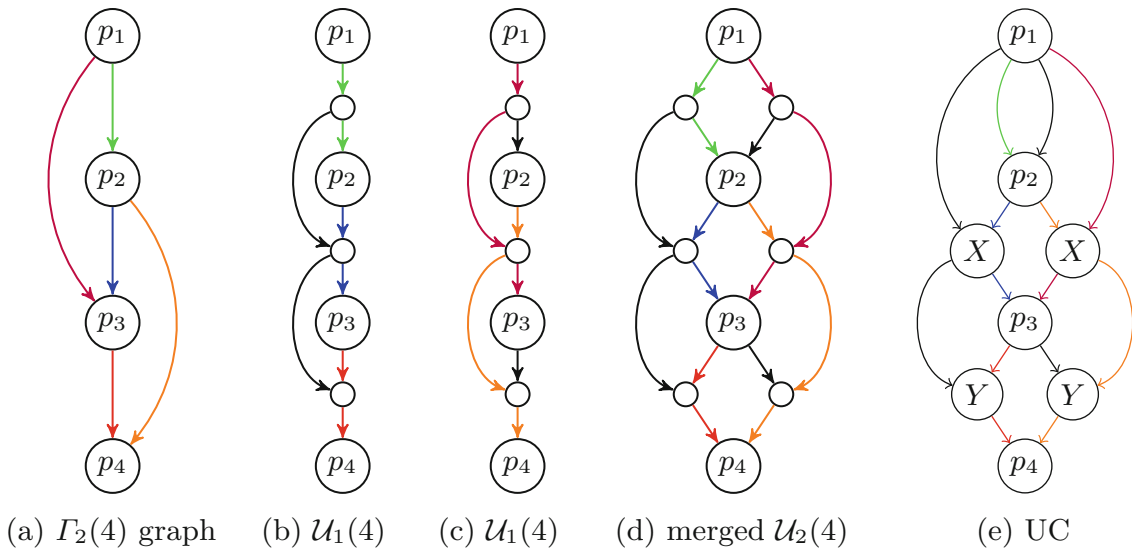 p1 p1 p1 p1 p1
p2 p2 p2 p2 p2
X X
p3 p3 p3 p3 p3
Y Y
p4 p4 p4 p4 p4
(a) Γ2(4) graph (b) U1(4) (c) U1(4) (d) merged U2(4) (e) UC